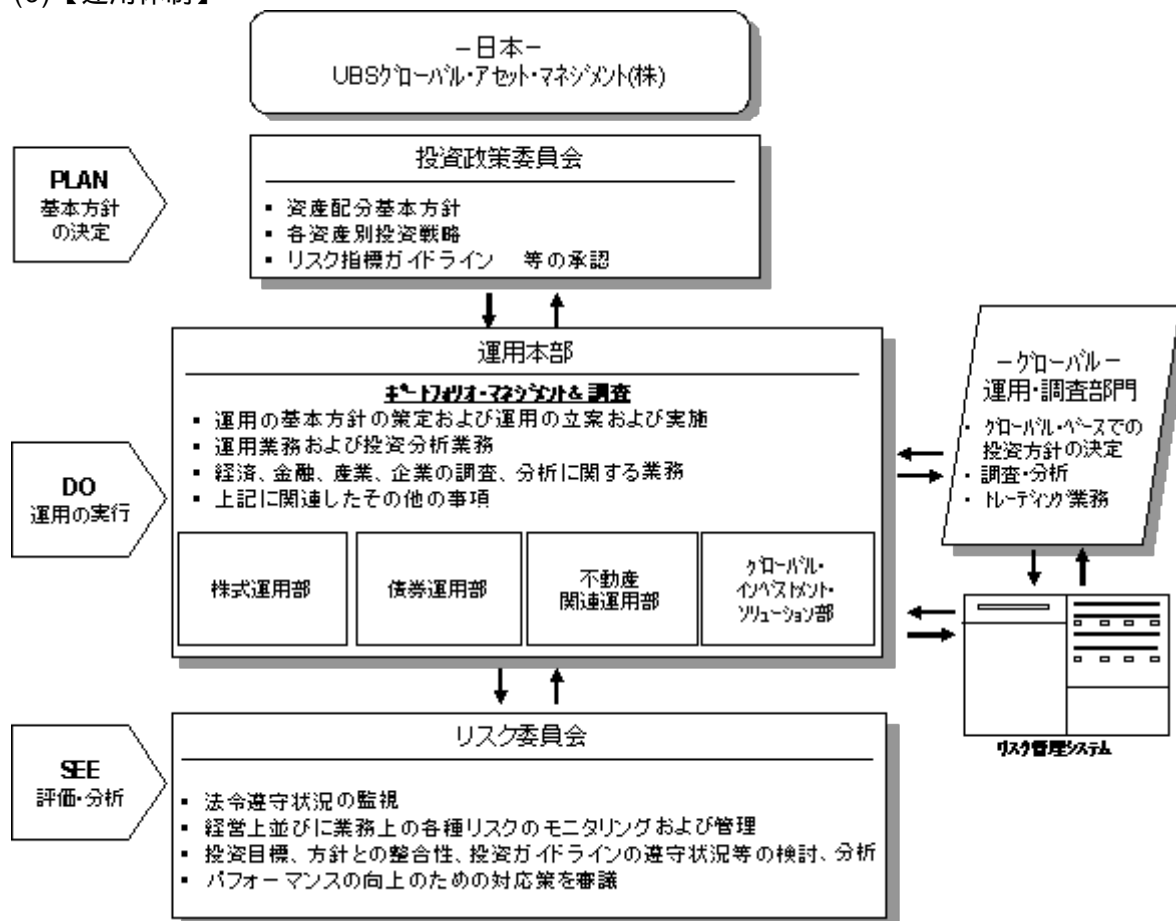 (3)【運用体制】
－日本－
UBSグローバル・アセット・マネジメント(株)
PLAN
基本方針
の決定
投資政策委員会
▪ 資産配分基本方針
▪ 各資産別投資戦略
▪ リスク指標ガイドライン 等の承認
DO
運用の実行
運用本部
ポートフォリオ・マネジメント＆調査
▪ 運用の基本方針の策定および運用の立案および実施
▪ 運用業務および投資分析業務
▪ 経済、金融、産業、企業の調査、分析に関する業務
▪ 上記に関連したその他の事項
株式運用部
債券運用部
不動産
関連運用部
グローバル・
インベストメント・
ソリューション部
－グローバル－
運用・調査部門
・ グローバル・ベースでの
投資方針の決定
・ 調査・分析
・ トレーディング業務
リスク管理システム
SEE
評価・分析
リスク委員会
▪ 法令遵守状況の監視
▪ 経営上並びに業務上の各種リスクのモニタリングおよび管理
▪ 投資目標、方針との整合性、投資ガイドラインの遵守状況等の検討、分析
▪ パフォーマンスの向上のための対応策を審議